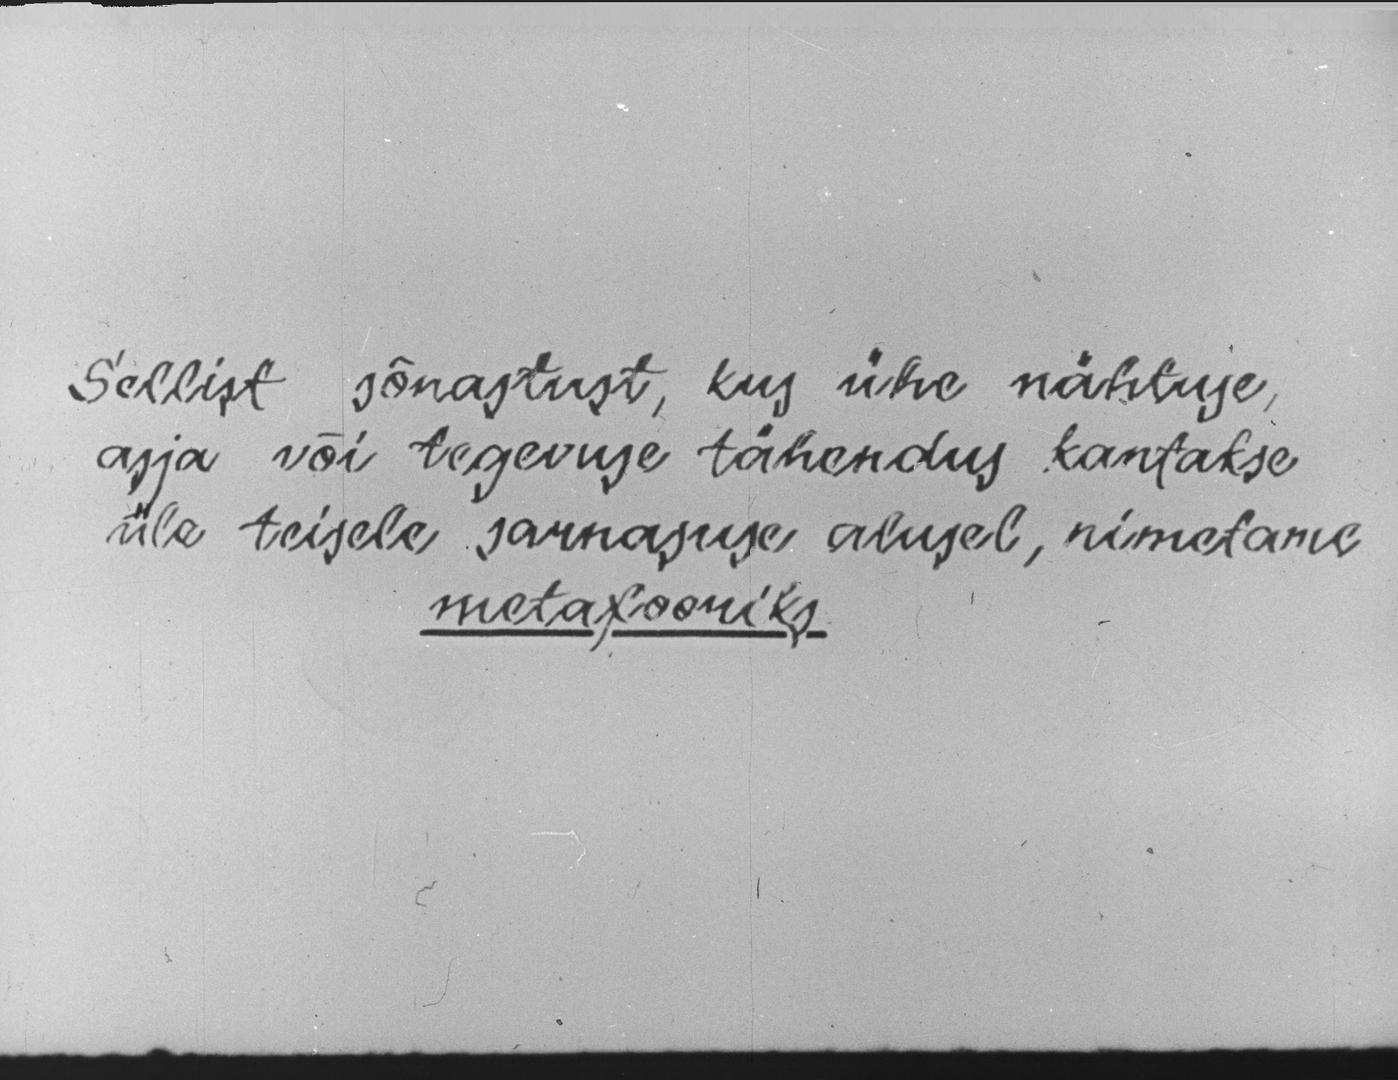 Sellist sõnastust, kus ühe nähtuse,
asja või tegevuse tähendus kantakse
üle teisele sarnasuse alusel, nimetame
metafooriks